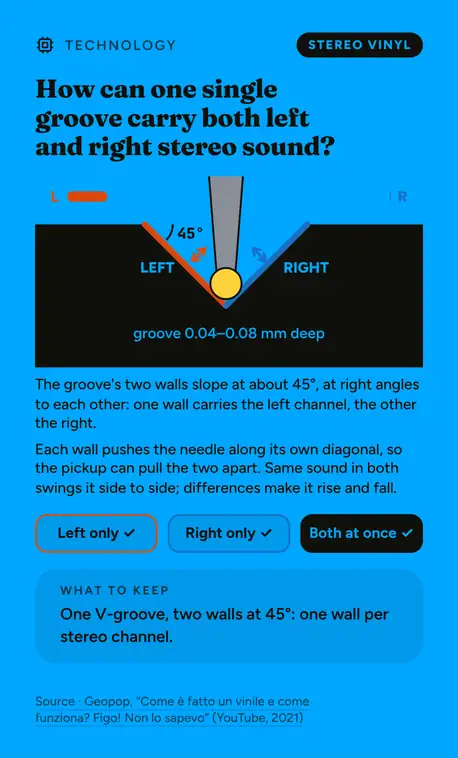 TECHNOLOGY
STEREO VINYL
How can one single
groove carry both left
and right stereo sound?
L
R
45°
LEFT
RIGHT
groove 0.04–0.08 mm deep
The groove's two walls slope at about 45°, at right angles
to each other: one wall carries the left channel, the other
the right.
Each wall pushes the needle along its own diagonal, so
the pickup can pull the two apart. Same sound in both
swings it side to side; differences make it rise and fall.
Left only ✓
Right only ✓
Both at once ✓
WHAT TO KEEP
One V-groove, two walls at 45°: one wall per
stereo channel.
Source · Geopop, “Come è fatto un vinile e come
funziona? Figo! Non lo sapevo” (YouTube, 2021)